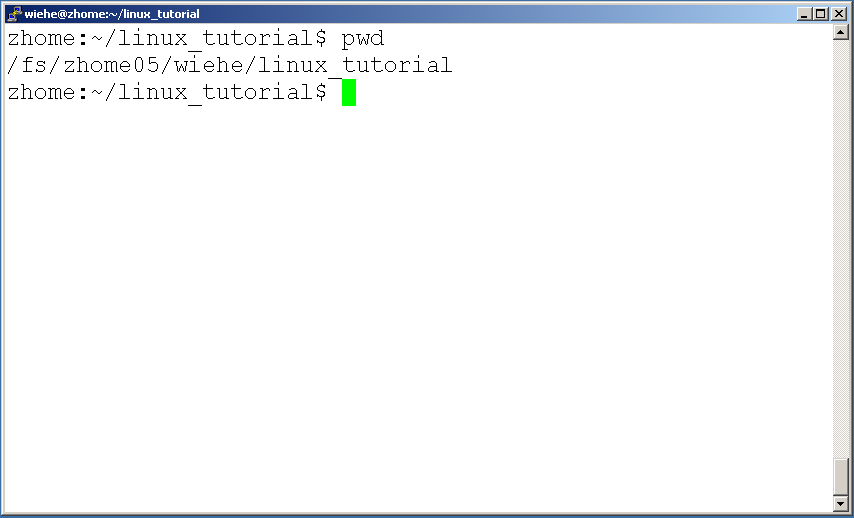 wiehe@zhome:~/linux_tutorial
zhome:~/linux_tutorial$ pwd
/fs/zhome05/wiehe/linux_tutorial
zhome:~/linux_tutorial$